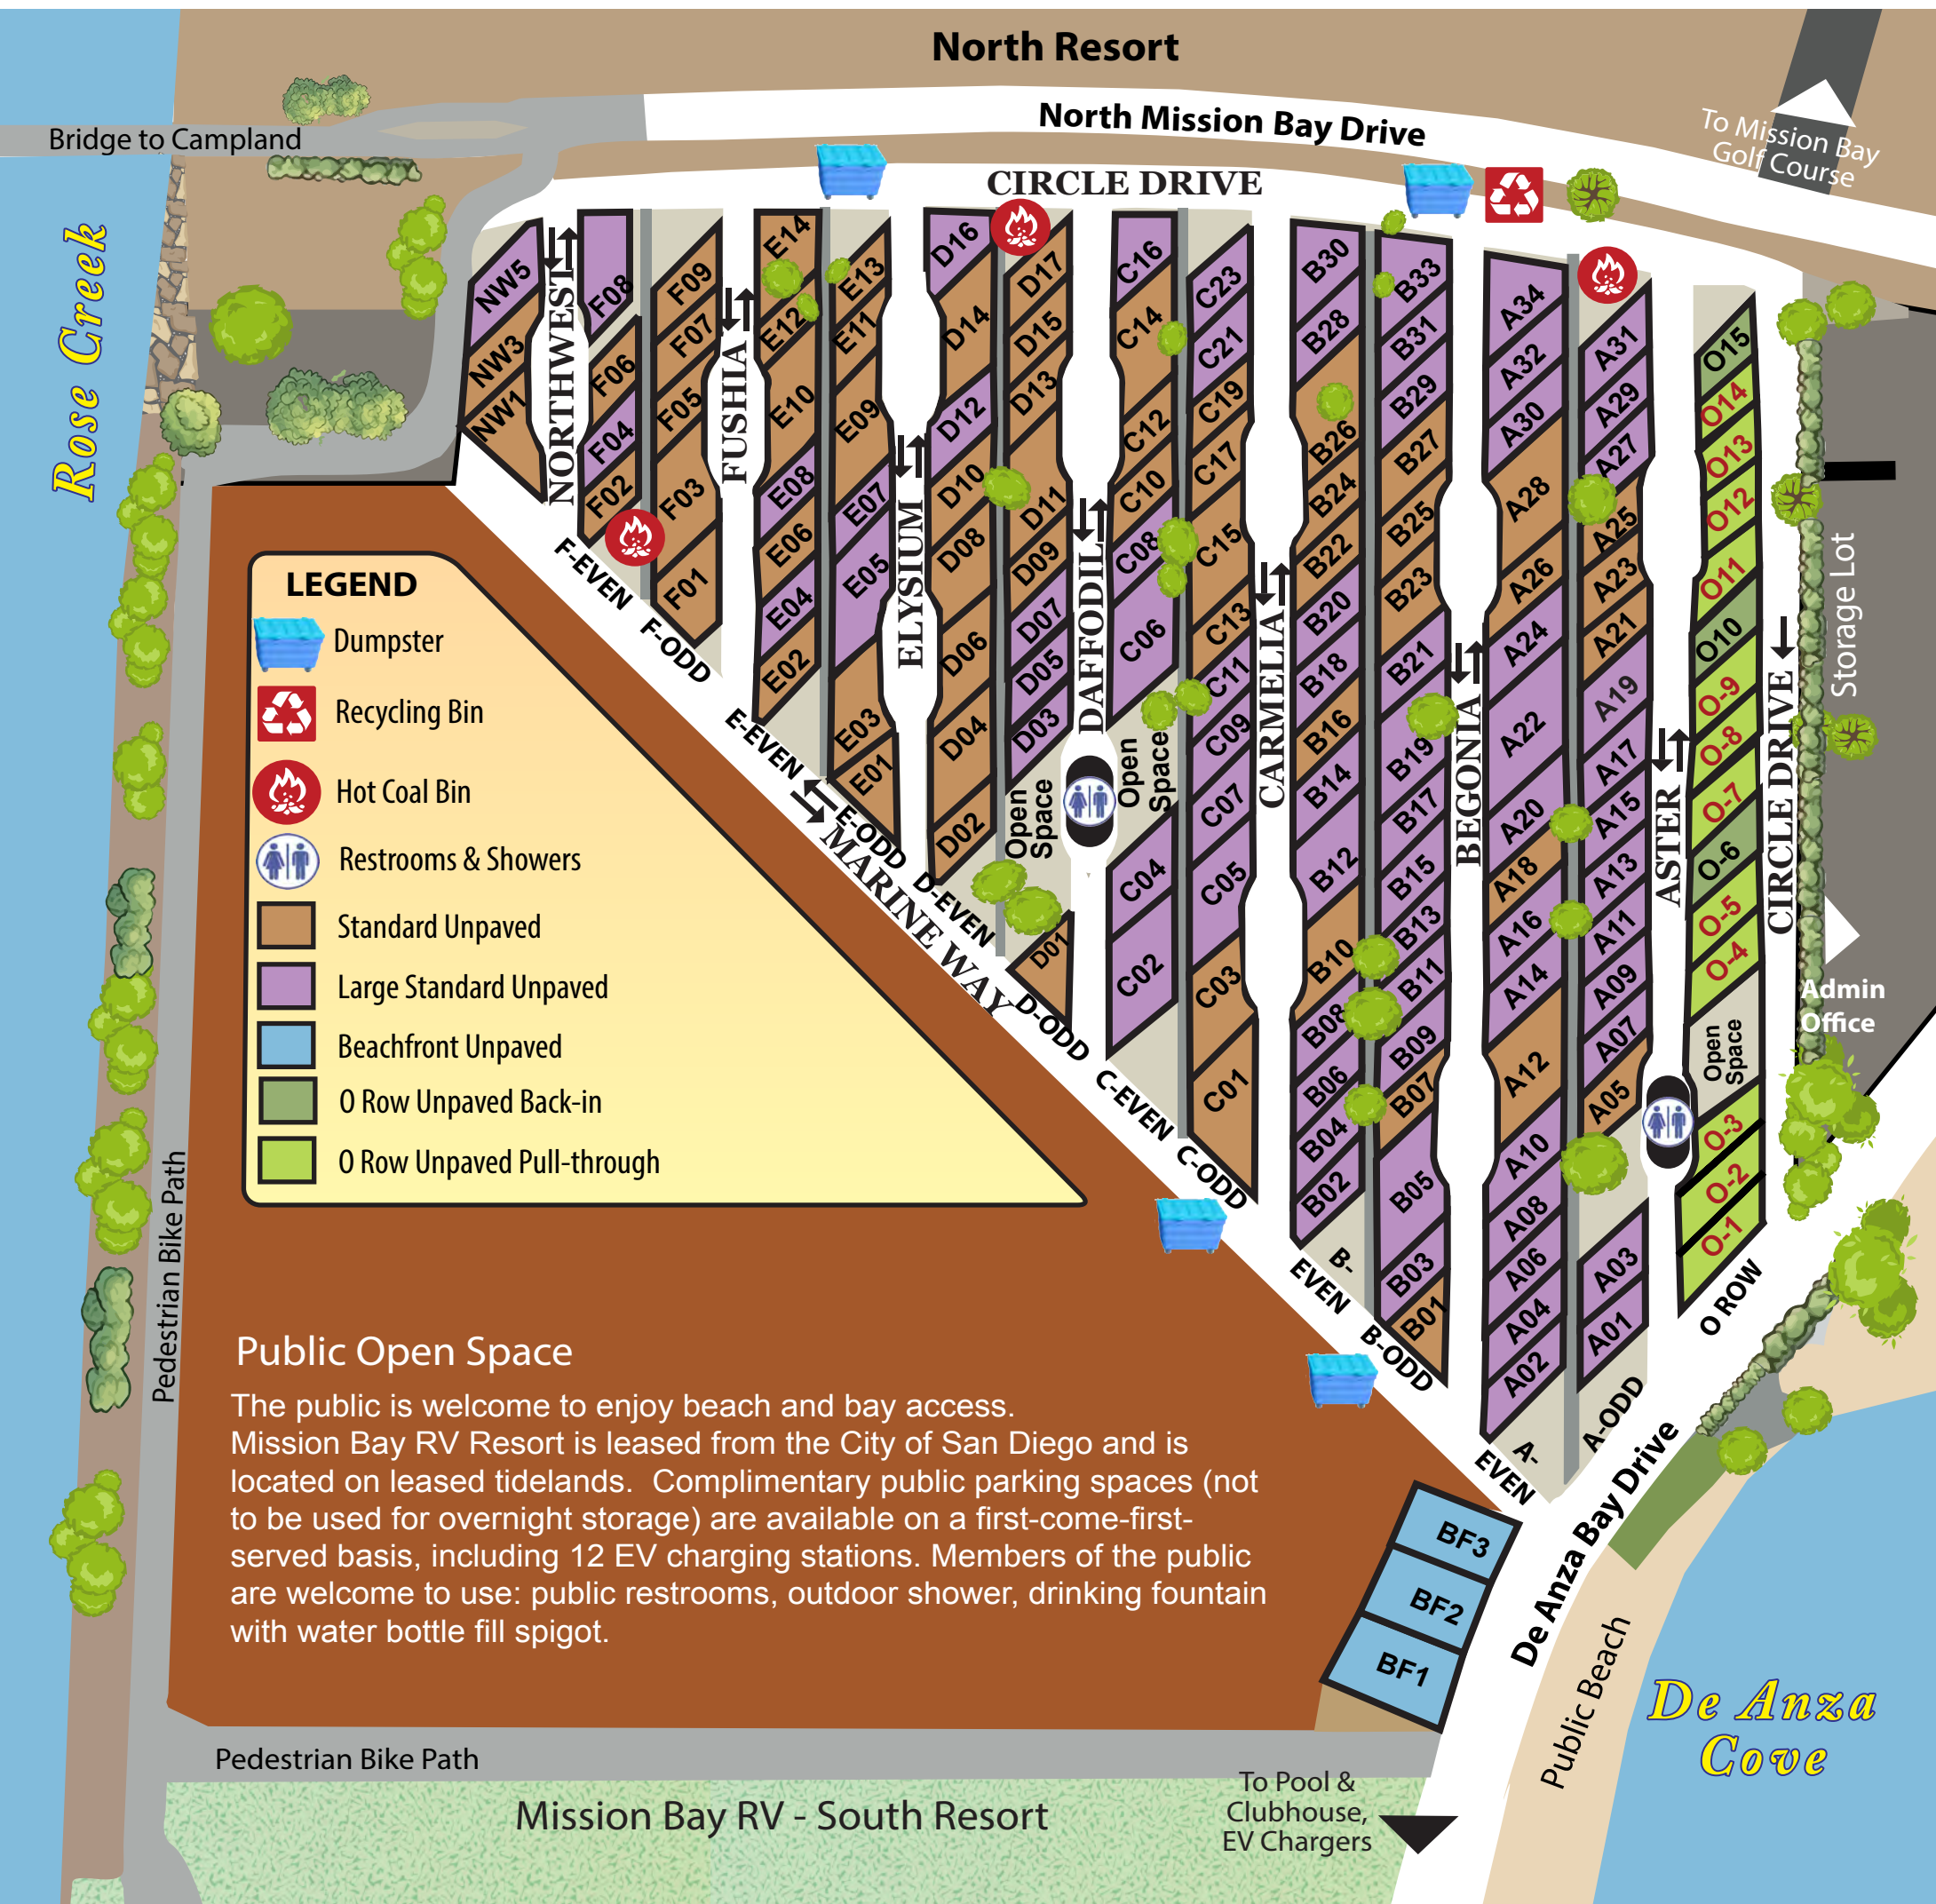 North Resort
North Mission Bay Drive
To Mission Bay
Golf Course
Bridge to Campland
CIRCLE DRIVE
Rose Creek
NW5
NW3
NW1
NORTHWEST
F08
F06
F04
F02
F-EVEN
F09
F07
F05
F03
F01
F-ODD
FUSHIA
E14
E12
E10
E08
E06
E04
E02
E-EVEN
E13
E11
E09
E07
E05
E03
E01
E-ODD
ELYSIUM
D16
D14
D12
D10
D08
D06
D04
D02
D-EVEN
D17
D15
D13
D11
D09
D07
D05
D03
Open
Space
D01
D-ODD
DAFFODIL
C16
C14
C12
C10
C08
C06
Open
Space
C04
C02
C-EVEN
C23
C21
C19
C17
C15
C13
C11
C09
C07
C05
C03
C01
C-ODD
CARMELIA
B30
B28
B26
B24
B22
B20
B18
B16
B14
B12
B10
B08
B06
B04
B02
B-
EVEN
B33
B31
B29
B27
B25
B23
B21
B19
B17
B15
B13
B11
B09
B07
B05
B03
B01
B-ODD
BEGONIA
A34
A32
A30
A28
A26
A24
A22
A20
A18
A16
A14
A12
A10
A08
A06
A04
A02
A-
EVEN
A31
A29
A27
A25
A23
A21
A19
A17
A15
A13
A11
A09
A07
A05
A03
A01
A-ODD
ASTER
O15
O14
O13
O12
O11
O10
O-9
O-8
O-7
O-6
O-5
O-4
Open
Space
O-3
O-2
O-1
O ROW
CIRCLE DRIVE
Storage Lot
Admin
Office
MARINE WAY
LEGEND
Dumpster
Recycling Bin
Hot Coal Bin
Restrooms & Showers
Standard Unpaved
Large Standard Unpaved
Beachfront Unpaved
O Row Unpaved Back-in
O Row Unpaved Pull-through
Pedestrian Bike Path
Public Open Space
The public is welcome to enjoy beach and bay access.
Mission Bay RV Resort is leased from the City of San Diego and is
located on leased tidelands.  Complimentary public parking spaces (not
to be used for overnight storage) are available on a first-come-first-
served basis, including 12 EV charging stations. Members of the public
are welcome to use: public restrooms, outdoor shower, drinking fountain
with water bottle fill spigot.
BF3
BF2
BF1
De Anza Bay Drive
Public Beach
De Anza
Cove
Pedestrian Bike Path
Mission Bay RV - South Resort
To Pool &
Clubhouse,
EV Chargers